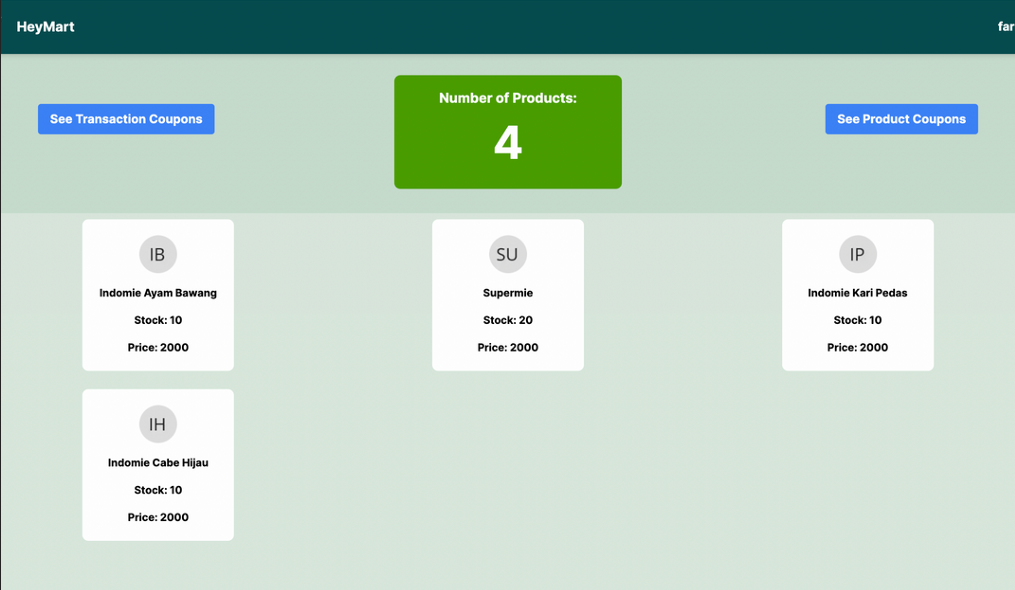 HeyMart
far
See Transaction Coupons
Number of Products:
4
See Product Coupons
IB
Indomie Ayam Bawang
Stock: 10
Price: 2000
SU
Supermie
Stock: 20
Price: 2000
IP
Indomie Kari Pedas
Stock: 10
Price: 2000
IH
Indomie Cabe Hijau
Stock: 10
Price: 2000